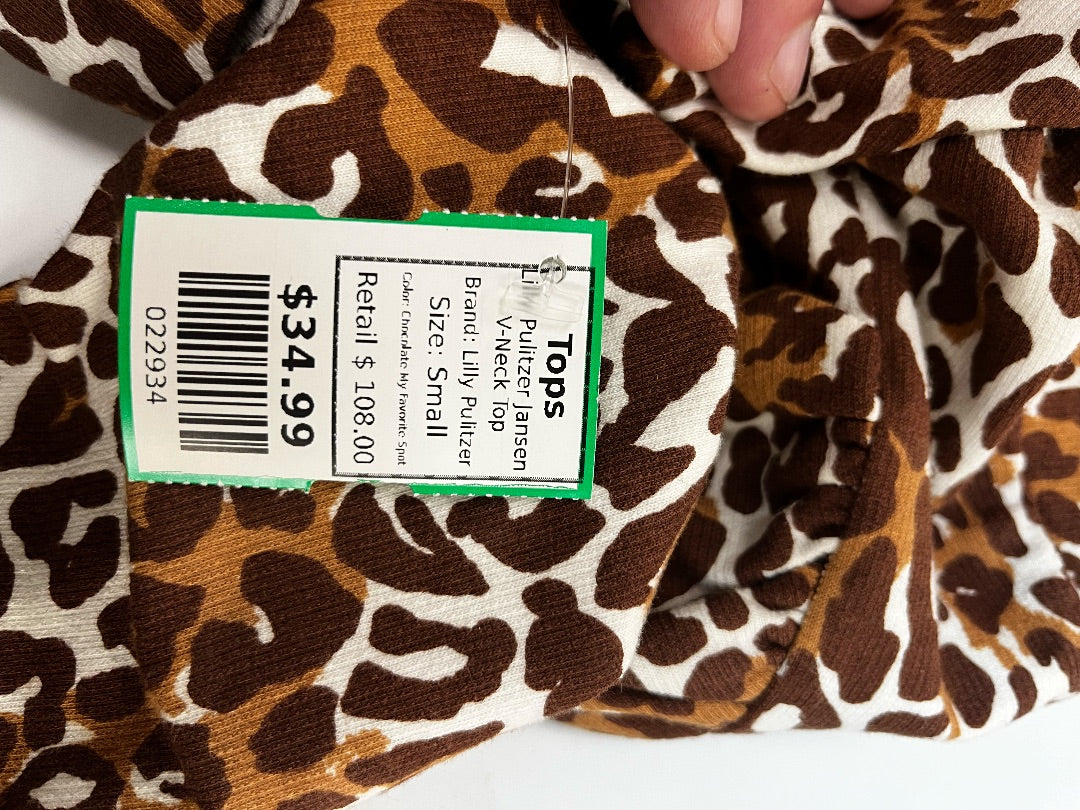 Tops
Pulitzer Jansen
V-Neck Top
Brand: Lilly Pulitzer
Size: Small
Color: Chocolate My Favorite Spot
Retail $ 108.00
$34.99
022934